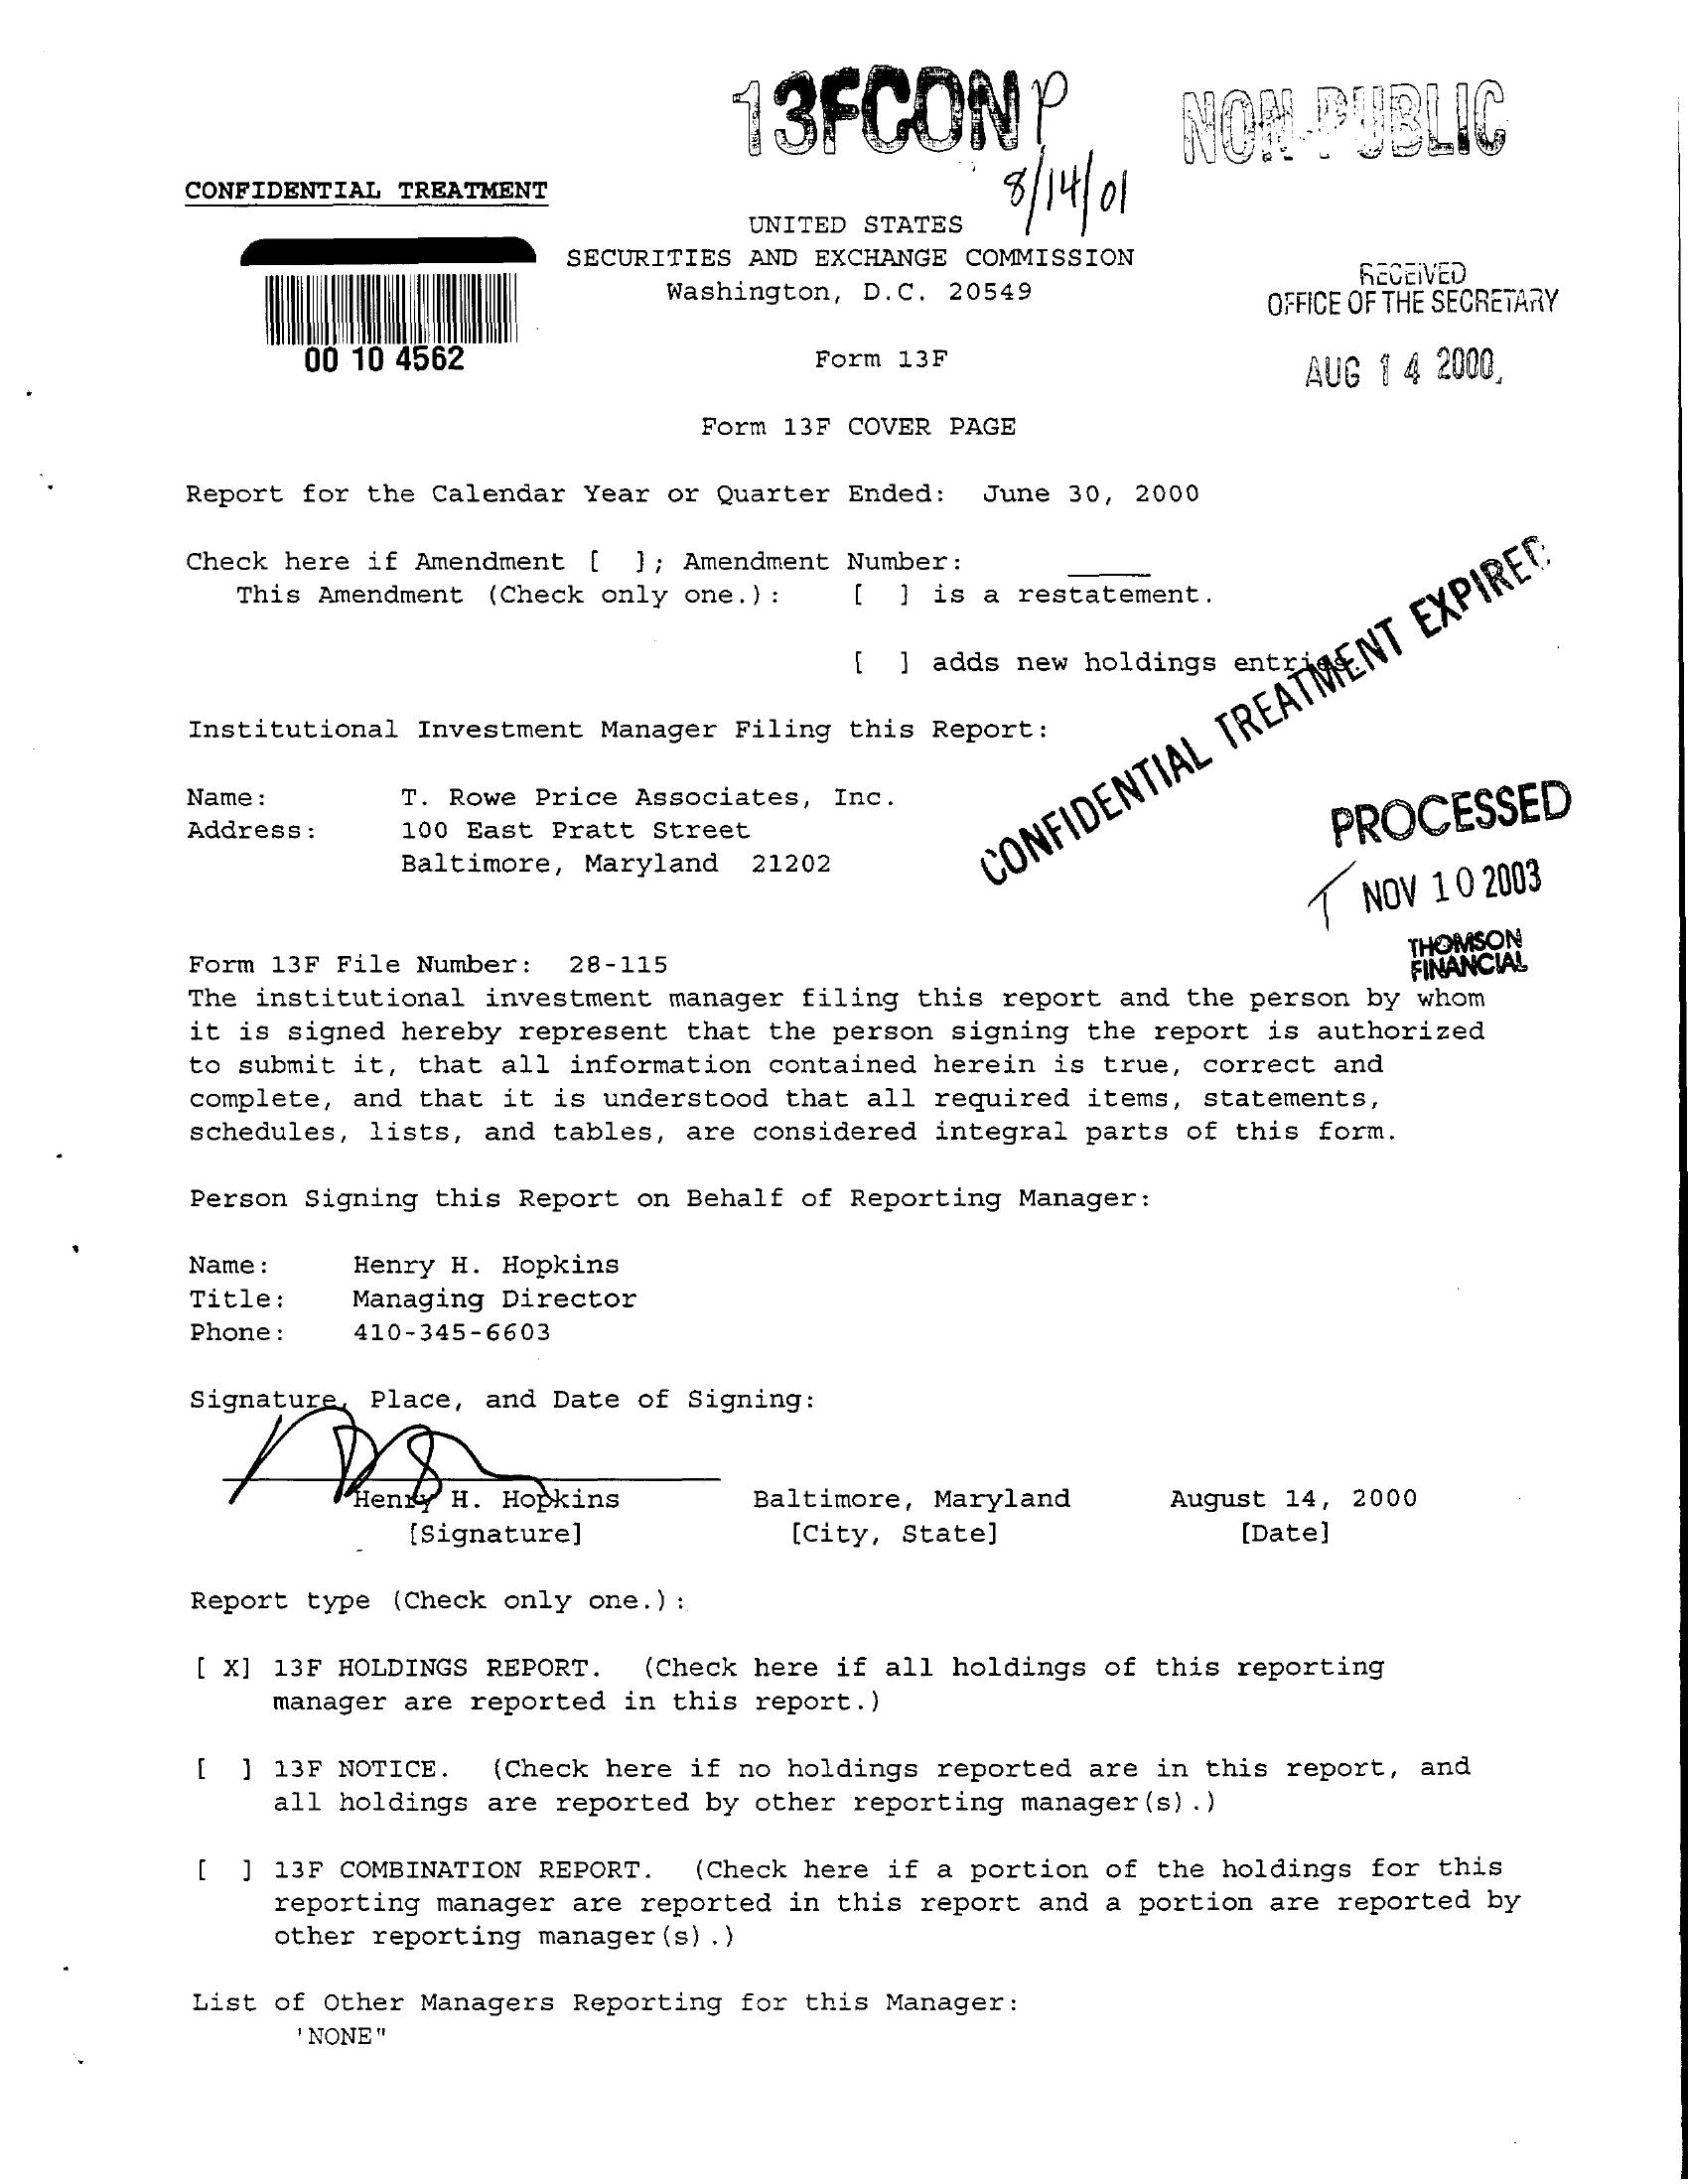 13FCONP
NON-PUBLIC
8/14/01
CONFIDENTIAL TREATMENT
UNITED STATES
SECURITIES AND EXCHANGE COMMISSION
Washington, D.C. 20549
RECEIVED
OFFICE OF THE SECRETARY
AUG 14 2000
00 10 4562
Form 13F
Form 13F COVER PAGE
Report for the Calendar Year or Quarter Ended: June 30, 2000
Check here if Amendment [ ]; Amendment Number: ____
This Amendment (Check only one.): [ ] is a restatement.
[ ] adds new holdings entries.
CONFIDENTIAL TREATMENT EXPIRED
Institutional Investment Manager Filing this Report:
Name: T. Rowe Price Associates, Inc.
Address: 100 East Pratt Street
Baltimore, Maryland 21202
PROCESSED
NOV 10 2003
THOMSON
FINANCIAL
Form 13F File Number: 28-115
The institutional investment manager filing this report and the person by whom
it is signed hereby represent that the person signing the report is authorized
to submit it, that all information contained herein is true, correct and
complete, and that it is understood that all required items, statements,
schedules, lists, and tables, are considered integral parts of this form.
Person Signing this Report on Behalf of Reporting Manager:
Name: Henry H. Hopkins
Title: Managing Director
Phone: 410-345-6603
Signature, Place, and Date of Signing:
Henry H. Hopkins Baltimore, Maryland August 14, 2000
[Signature] [City, State] [Date]
Report type (Check only one.):
[ X] 13F HOLDINGS REPORT. (Check here if all holdings of this reporting
manager are reported in this report.)
[ ] 13F NOTICE. (Check here if no holdings reported are in this report, and
all holdings are reported by other reporting manager(s).)
[ ] 13F COMBINATION REPORT. (Check here if a portion of the holdings for this
reporting manager are reported in this report and a portion are reported by
other reporting manager(s).)
List of Other Managers Reporting for this Manager:
'NONE"